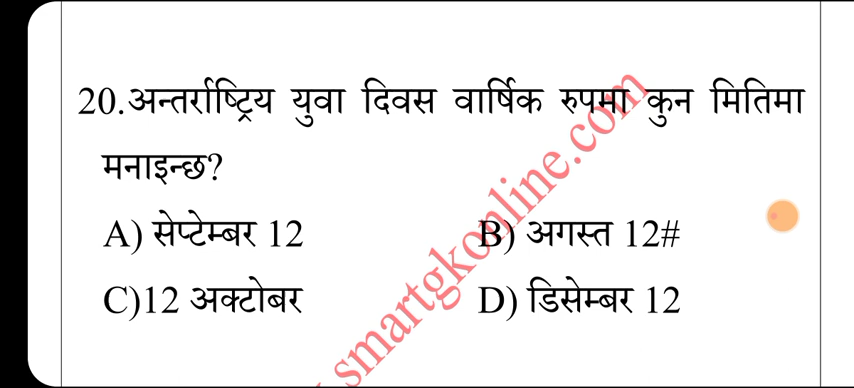 20.अन्तर्राष्ट्रिय युवा दिवस वार्षिक रुपमा कुन मितिमा
मनाइन्छ?
A) सेप्टेम्बर 12 B) अगस्त 12#
C)12 अक्टोबर D) डिसेम्बर 12
smartgkonline.com